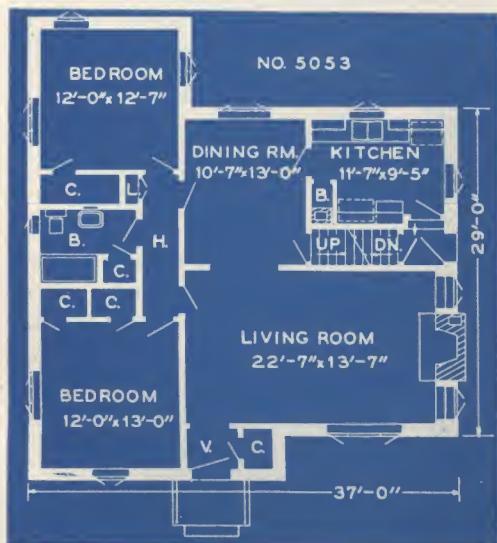 NO. 5053
BEDROOM
12'-0" x 12'-7"
DINING RM.
10'-7" x 13'-0"
KITCHEN
11'-7" x 9'-5"
C.
L.
B.
B.
H.
UP
DN.
C.
C.
C.
29'-0"
LIVING ROOM
22'-7" x 13'-7"
BEDROOM
12'-0" x 13'-0"
V.
C.
37'-0"